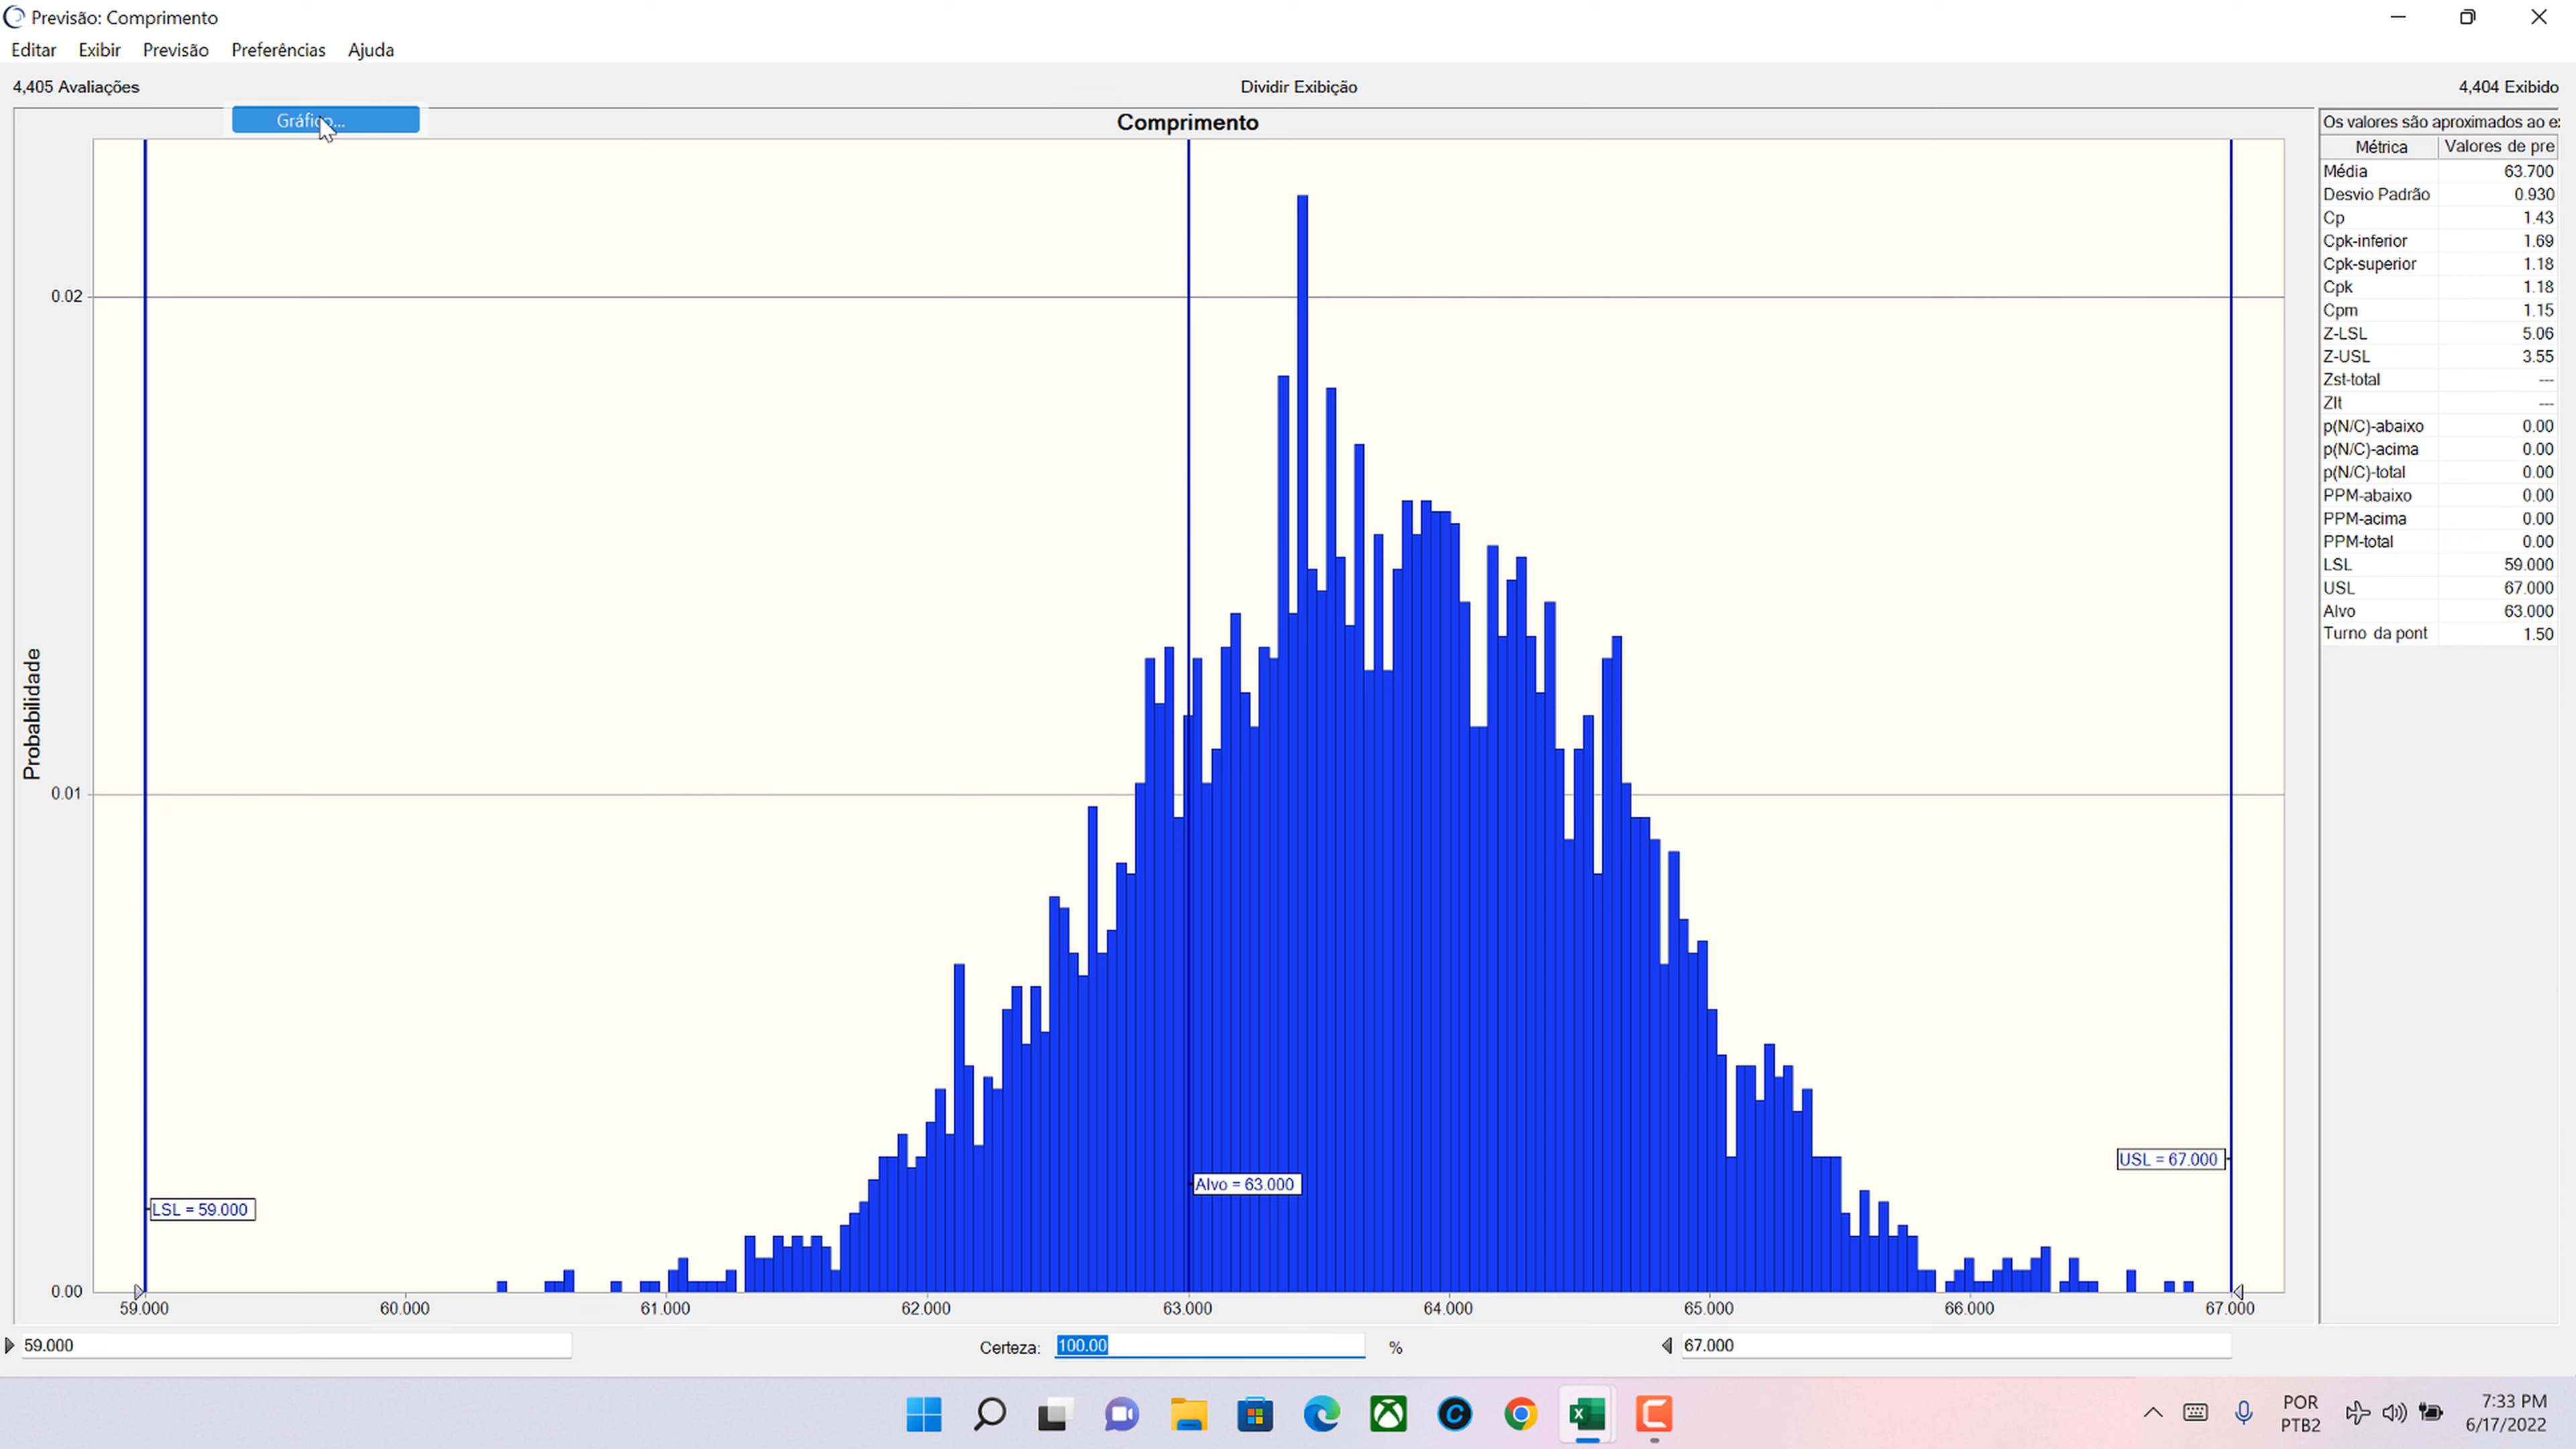 Previsão: Comprimento
Editar Exibir Previsão Preferências Ajuda
4,405 Avaliações Dividir Exibição 4,404 Exibido
Gráfico...
Comprimento
Probabilidade
0.02
0.01
0.00
LSL = 59.000
Alvo = 63.000
USL = 67.000
59.000 60.000 61.000 62.000 63.000 64.000 65.000 66.000 67.000
Os valores são aproximados ao e
Métrica Valores de pre
Média 63.700
Desvio Padrão 0.930
Cp 1.43
Cpk-inferior 1.69
Cpk-superior 1.18
Cpk 1.18
Cpm 1.15
Z-LSL 5.06
Z-USL 3.55
Zst-total ---
Zlt ---
p(N/C)-abaixo 0.00
p(N/C)-acima 0.00
p(N/C)-total 0.00
PPM-abaixo 0.00
PPM-acima 0.00
PPM-total 0.00
LSL 59.000
USL 67.000
Alvo 63.000
Turno da pont 1.50
59.000 Certeza: 100.00 % 67.000
POR
PTB2
7:33 PM
6/17/2022